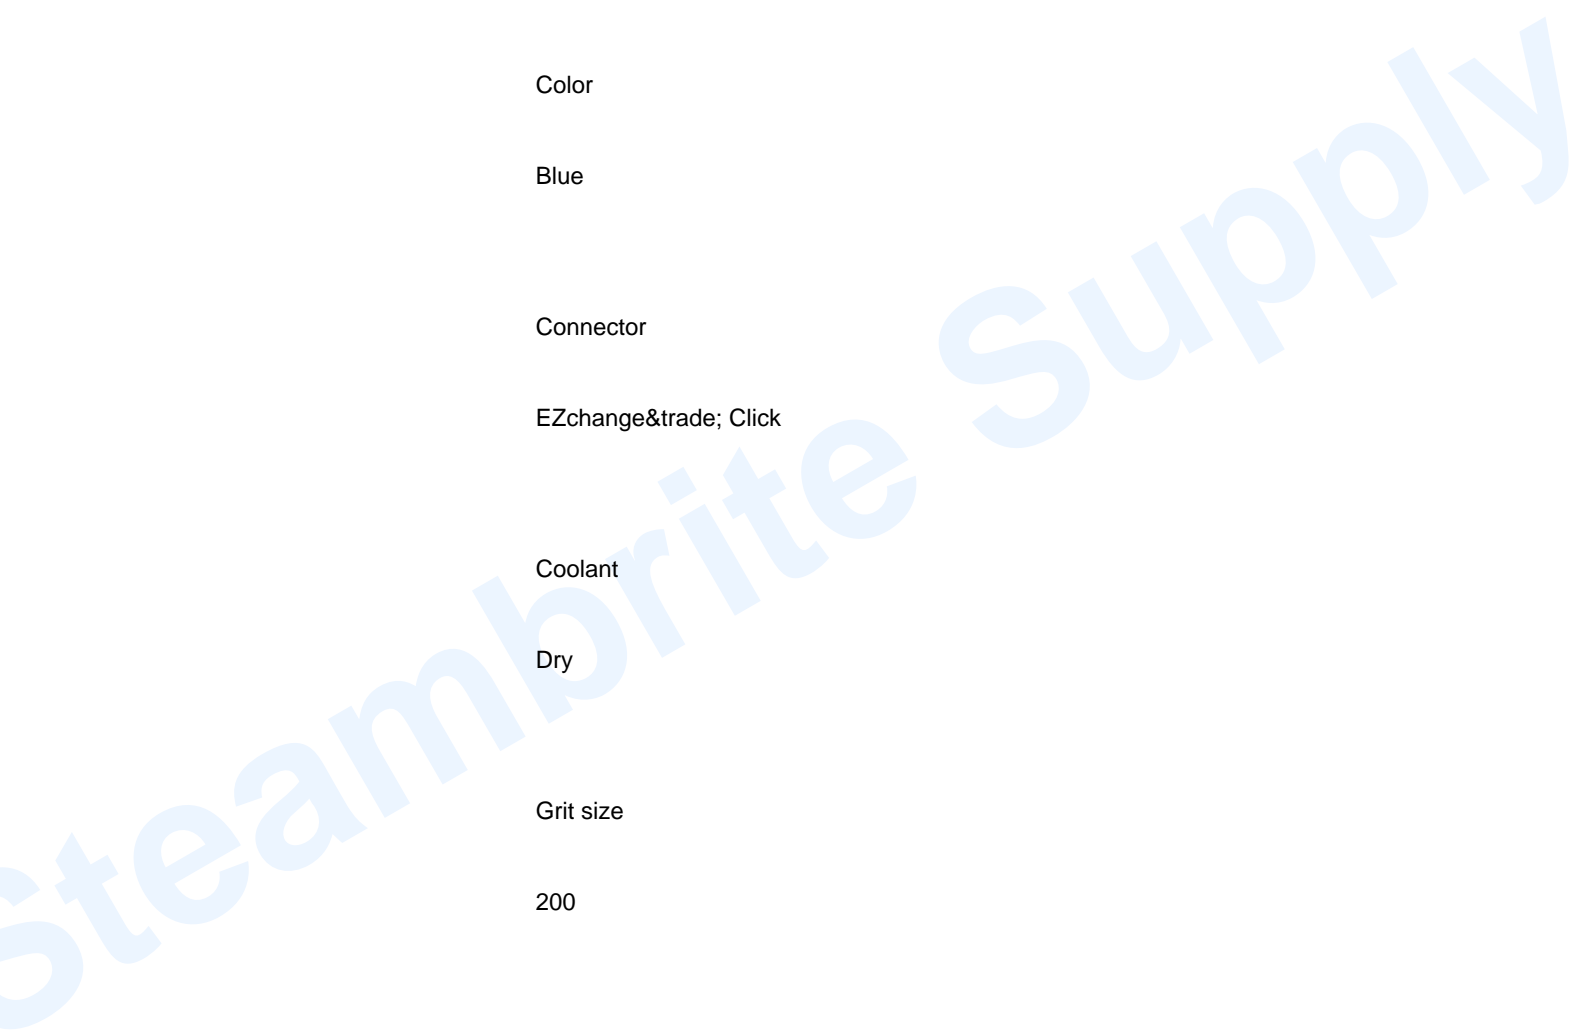 Color
Blue
Connector
EZchange&trade; Click
Coolant
Dry
Grit size
200
Steambrite Supply